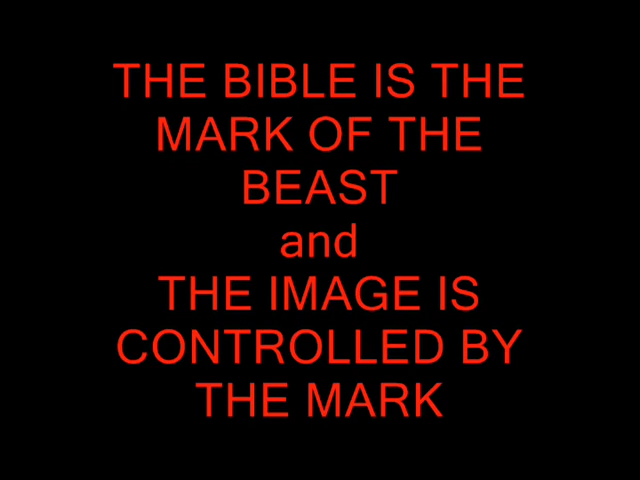 THE BIBLE IS THE
MARK OF THE
BEAST
and
THE IMAGE IS
CONTROLLED BY
THE MARK